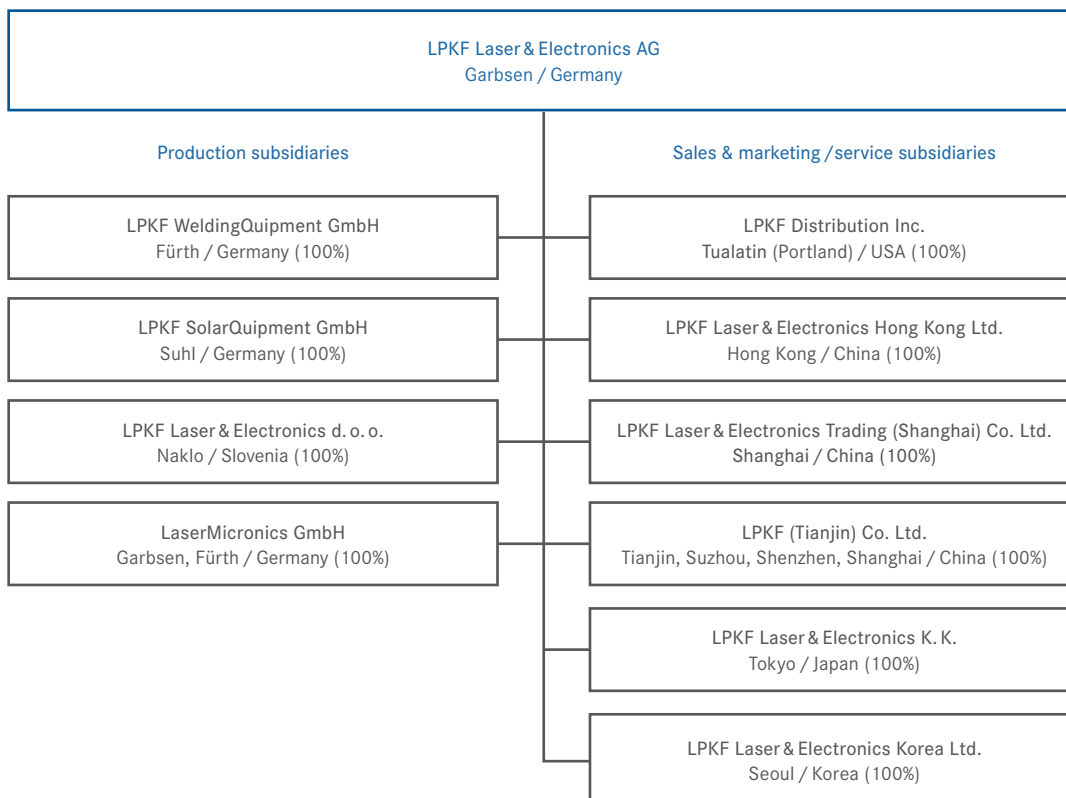 LPKF Laser & Electronics AG
Garbsen / Germany
Production subsidiaries
LPKF WeldingQuipment GmbH
Fürth / Germany (100%)
LPKF SolarQuipment GmbH
Suhl / Germany (100%)
LPKF Laser & Electronics d. o. o.
Naklo / Slovenia (100%)
LaserMicronics GmbH
Garbsen, Fürth / Germany (100%)
Sales & marketing / service subsidiaries
LPKF Distribution Inc.
Tualatin (Portland) / USA (100%)
LPKF Laser & Electronics Hong Kong Ltd.
Hong Kong / China (100%)
LPKF Laser & Electronics Trading (Shanghai) Co. Ltd.
Shanghai / China (100%)
LPKF (Tianjin) Co. Ltd.
Tianjin, Suzhou, Shenzhen, Shanghai / China (100%)
LPKF Laser & Electronics K. K.
Tokyo / Japan (100%)
LPKF Laser & Electronics Korea Ltd.
Seoul / Korea (100%)